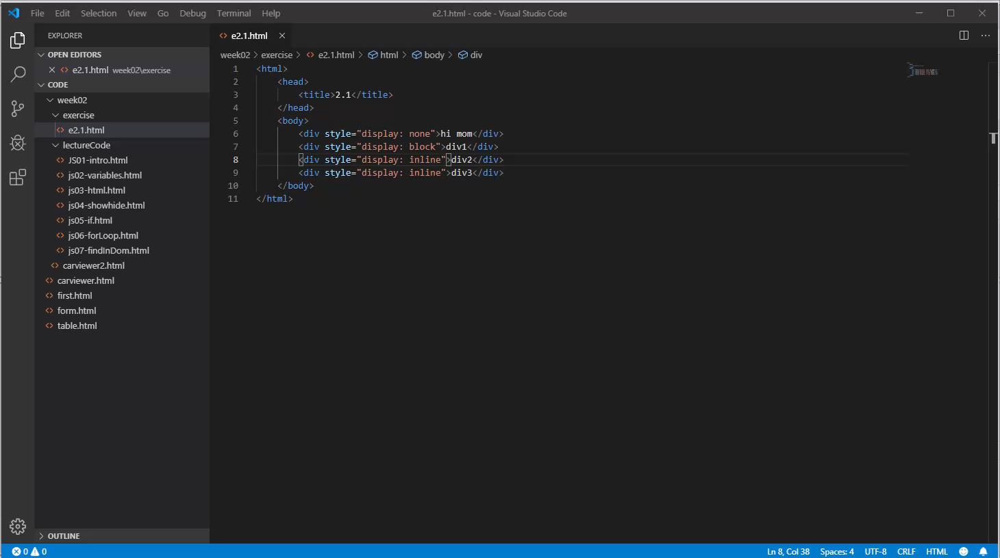 File Edit Selection View Go Debug Terminal Help e2.1.html - code - Visual Studio Code
EXPLORER
OPEN EDITORS
e2.1.html week02\exercise
CODE
week02
exercise
e2.1.html
lectureCode
JS01-intro.html
js02-variables.html
js03-html.html
js04-showhide.html
js05-if.html
js06-forLoop.html
js07-findInDom.html
carviewer2.html
carviewer.html
first.html
form.html
table.html
OUTLINE
e2.1.html
week02 > exercise > e2.1.html > html > body > div
1 <html>
2 <head>
3 <title>2.1</title>
4 </head>
5 <body>
6 <div style="display: none">hi mom</div>
7 <div style="display: block">div1</div>
8 <div style="display: inline">div2</div>
9 <div style="display: inline">div3</div>
10 </body>
11 </html>
0 0 Ln 8, Col 38 Spaces: 4 UTF-8 CRLF HTML